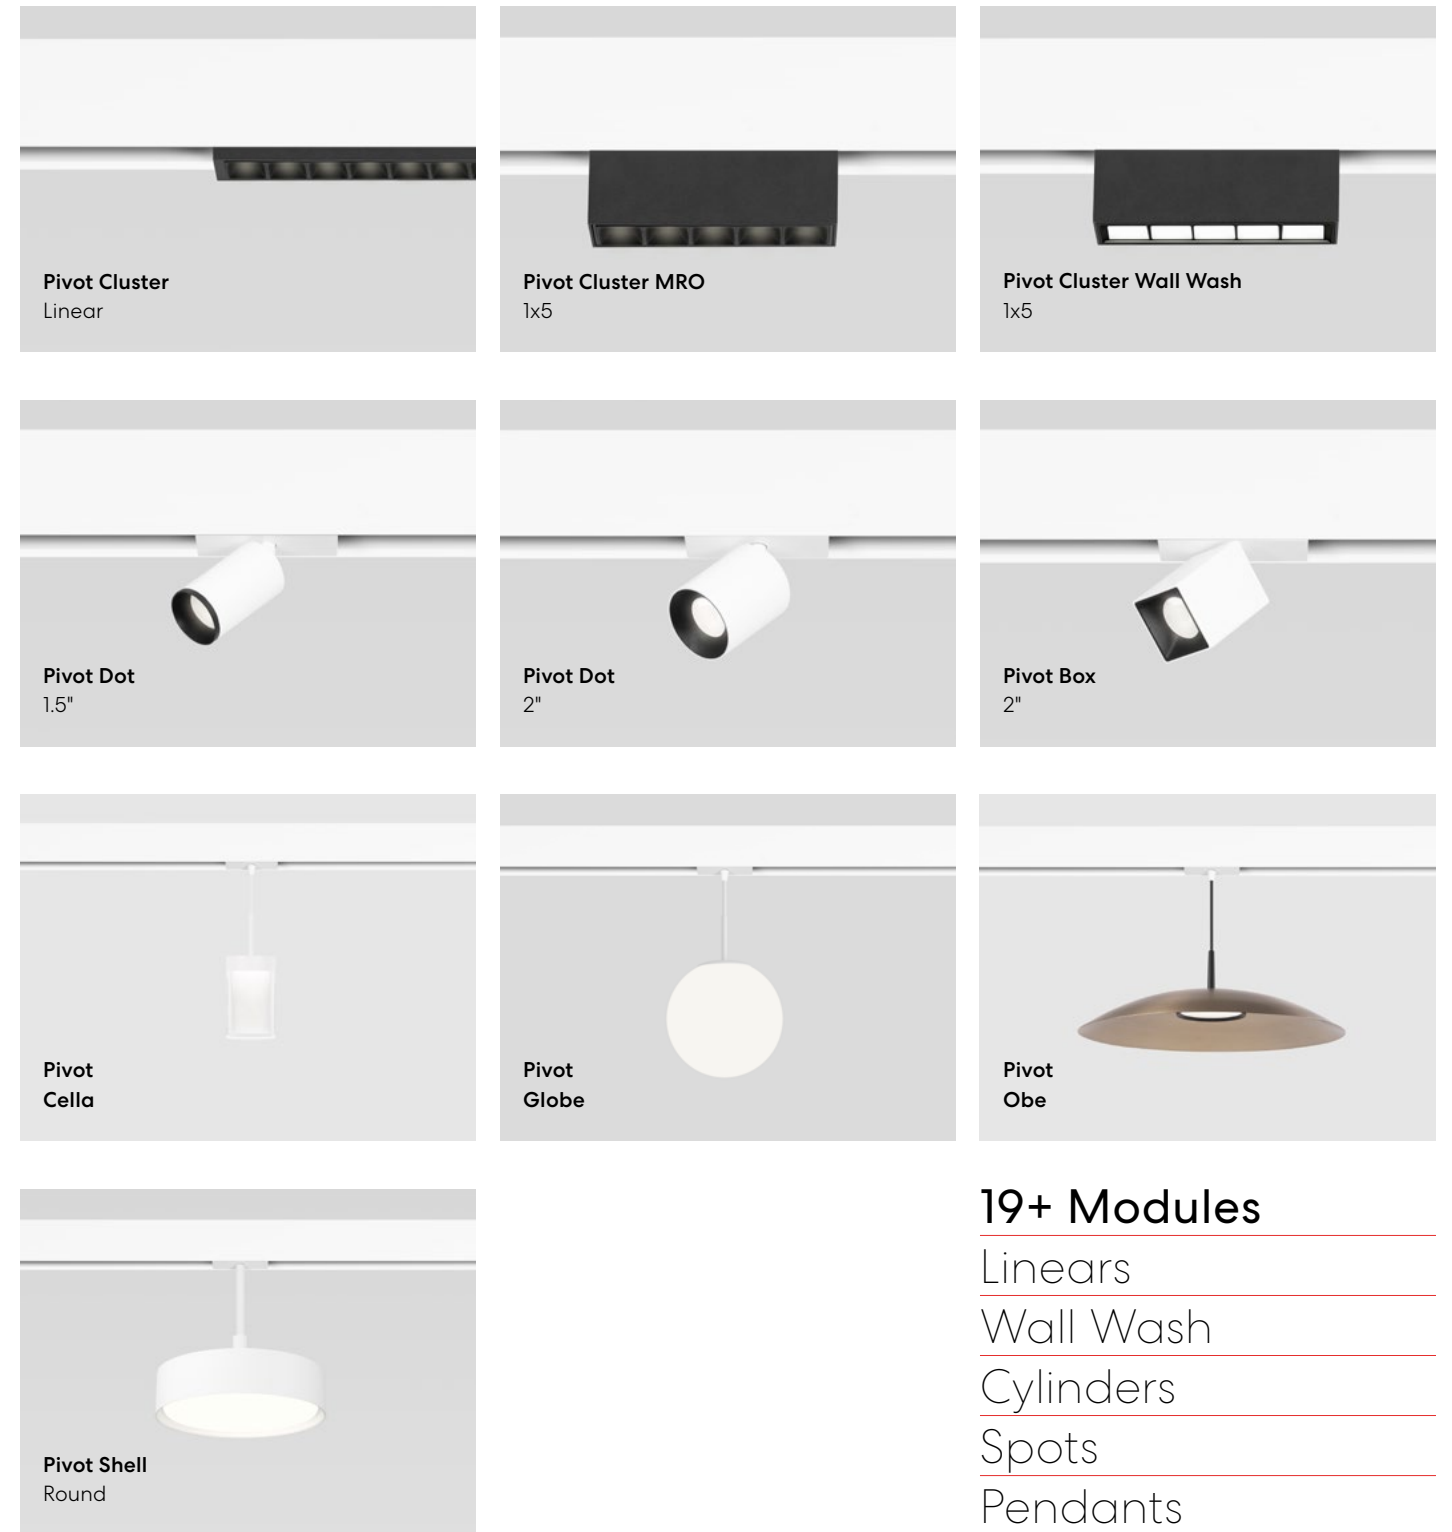 Pivot Cluster
Linear
Pivot Cluster MRO
1x5
Pivot Cluster Wall Wash
1x5
Pivot Dot
1.5"
Pivot Dot
2"
Pivot Box
2"
Pivot
Cella
Pivot
Globe
Pivot
Obe
Pivot Shell
Round
19+ Modules
Linears
Wall Wash
Cylinders
Spots
Pendants